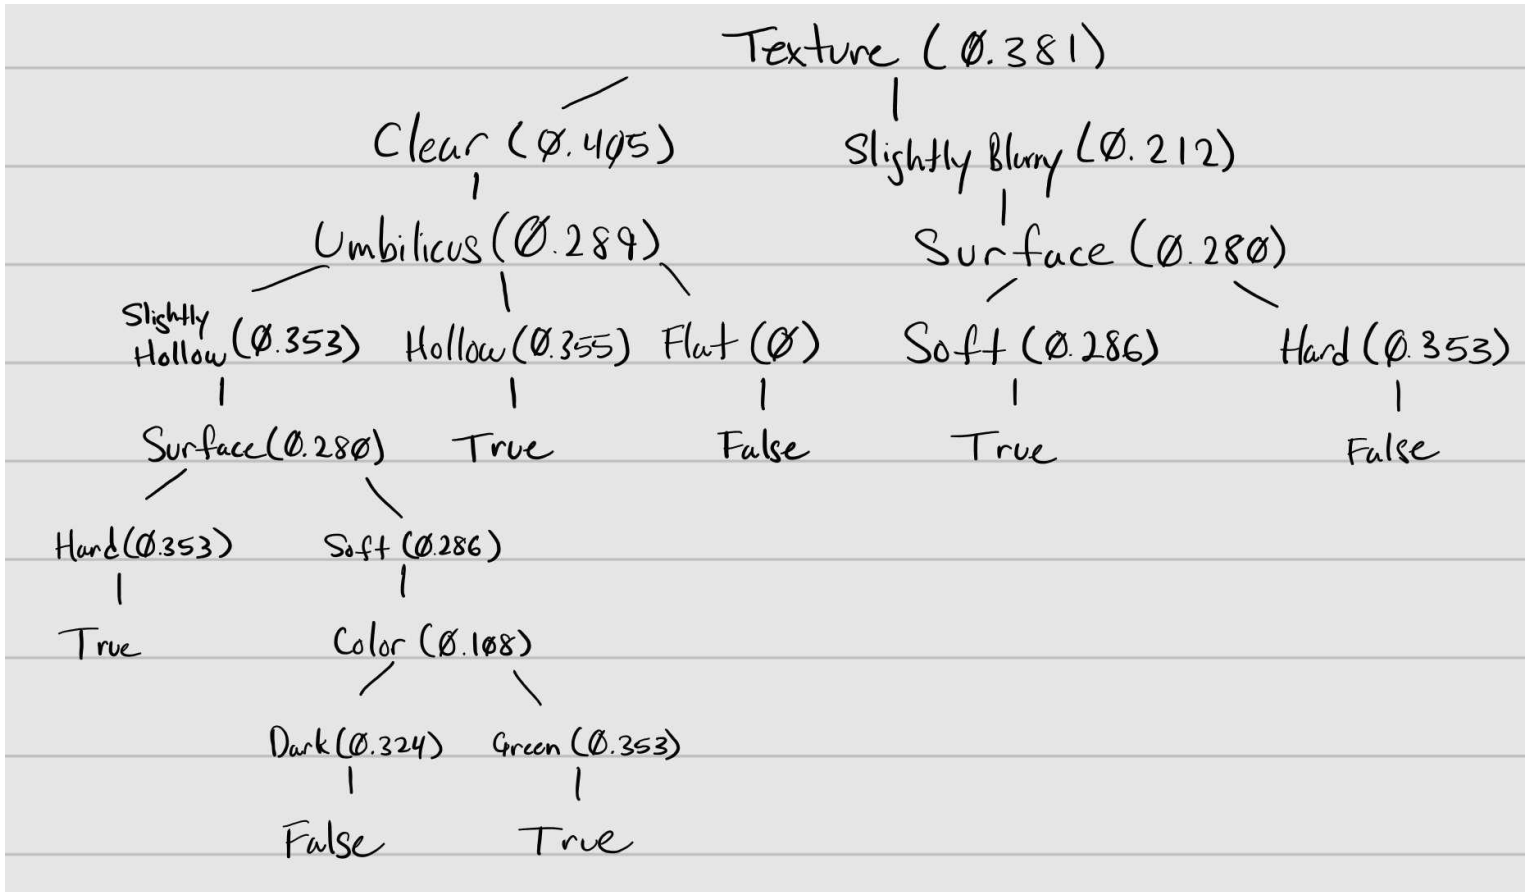 Texture (0.381)
Clear (0.405) Slightly Blurry (0.212)
Umbilicus (0.289) Surface (0.280)
Slightly Hollow (0.353) Hollow (0.355) Flat (0) Soft (0.286) Hard (0.353)
Surface (0.280) True False True False
Hard (0.353) Soft (0.286)
True Color (0.108)
Dark (0.324) Green (0.353)
False True